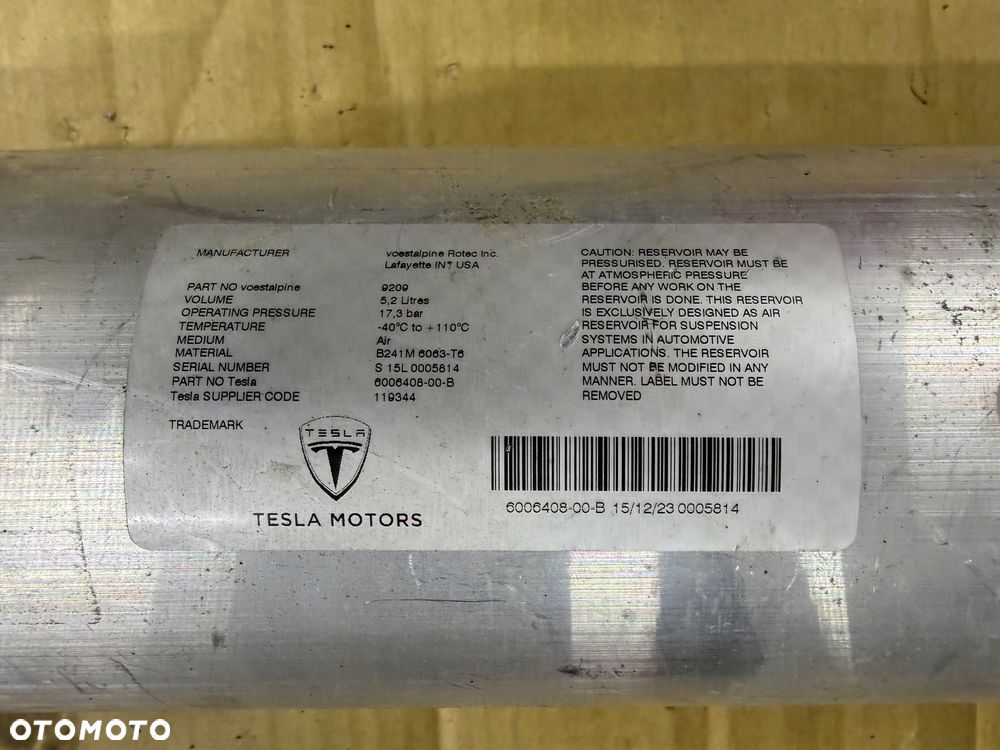 MANUFACTURER voestalpine Rotec Inc.
Lafayette IN, USA
PART NO voestalpine 9209
VOLUME 5,2 Litres
OPERATING PRESSURE 17,3 bar
TEMPERATURE -40°C to +110°C
MEDIUM Air
MATERIAL B241M 6063-T6
SERIAL NUMBER S 15L 0005814
PART NO Tesla 6006408-00-B
Tesla SUPPLIER CODE 119344
TRADEMARK
TESLA
TESLA MOTORS
CAUTION: RESERVOIR MAY BE
PRESSURISED. RESERVOIR MUST BE
AT ATMOSPHERIC PRESSURE
BEFORE ANY WORK ON THE
RESERVOIR IS DONE. THIS RESERVOIR
IS EXCLUSIVELY DESIGNED AS AIR
RESERVOIR FOR SUSPENSION
SYSTEMS IN AUTOMOTIVE
APPLICATIONS. THE RESERVOIR
MUST NOT BE MODIFIED IN ANY
MANNER. LABEL MUST NOT BE
REMOVED
6006408-00-B 15/12/23 0005814
OTOMOTO